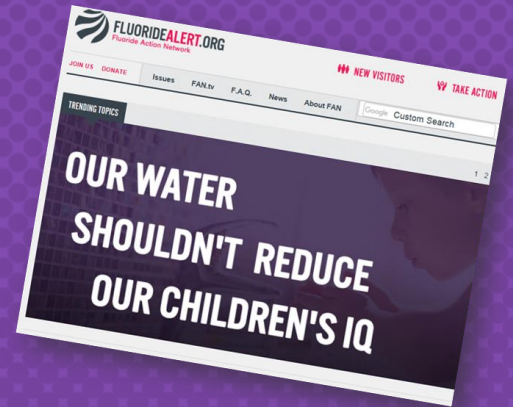 FLUORIDEALERT.ORG
Fluoride Action Network
NEW VISITORS
TAKE ACTION
JOIN US DONATE
Issues FAN.tv F.A.Q. News About FAN
Google Custom Search
TRENDING TOPICS
1 2
OUR WATER
SHOULDN'T REDUCE
OUR CHILDREN'S IQ